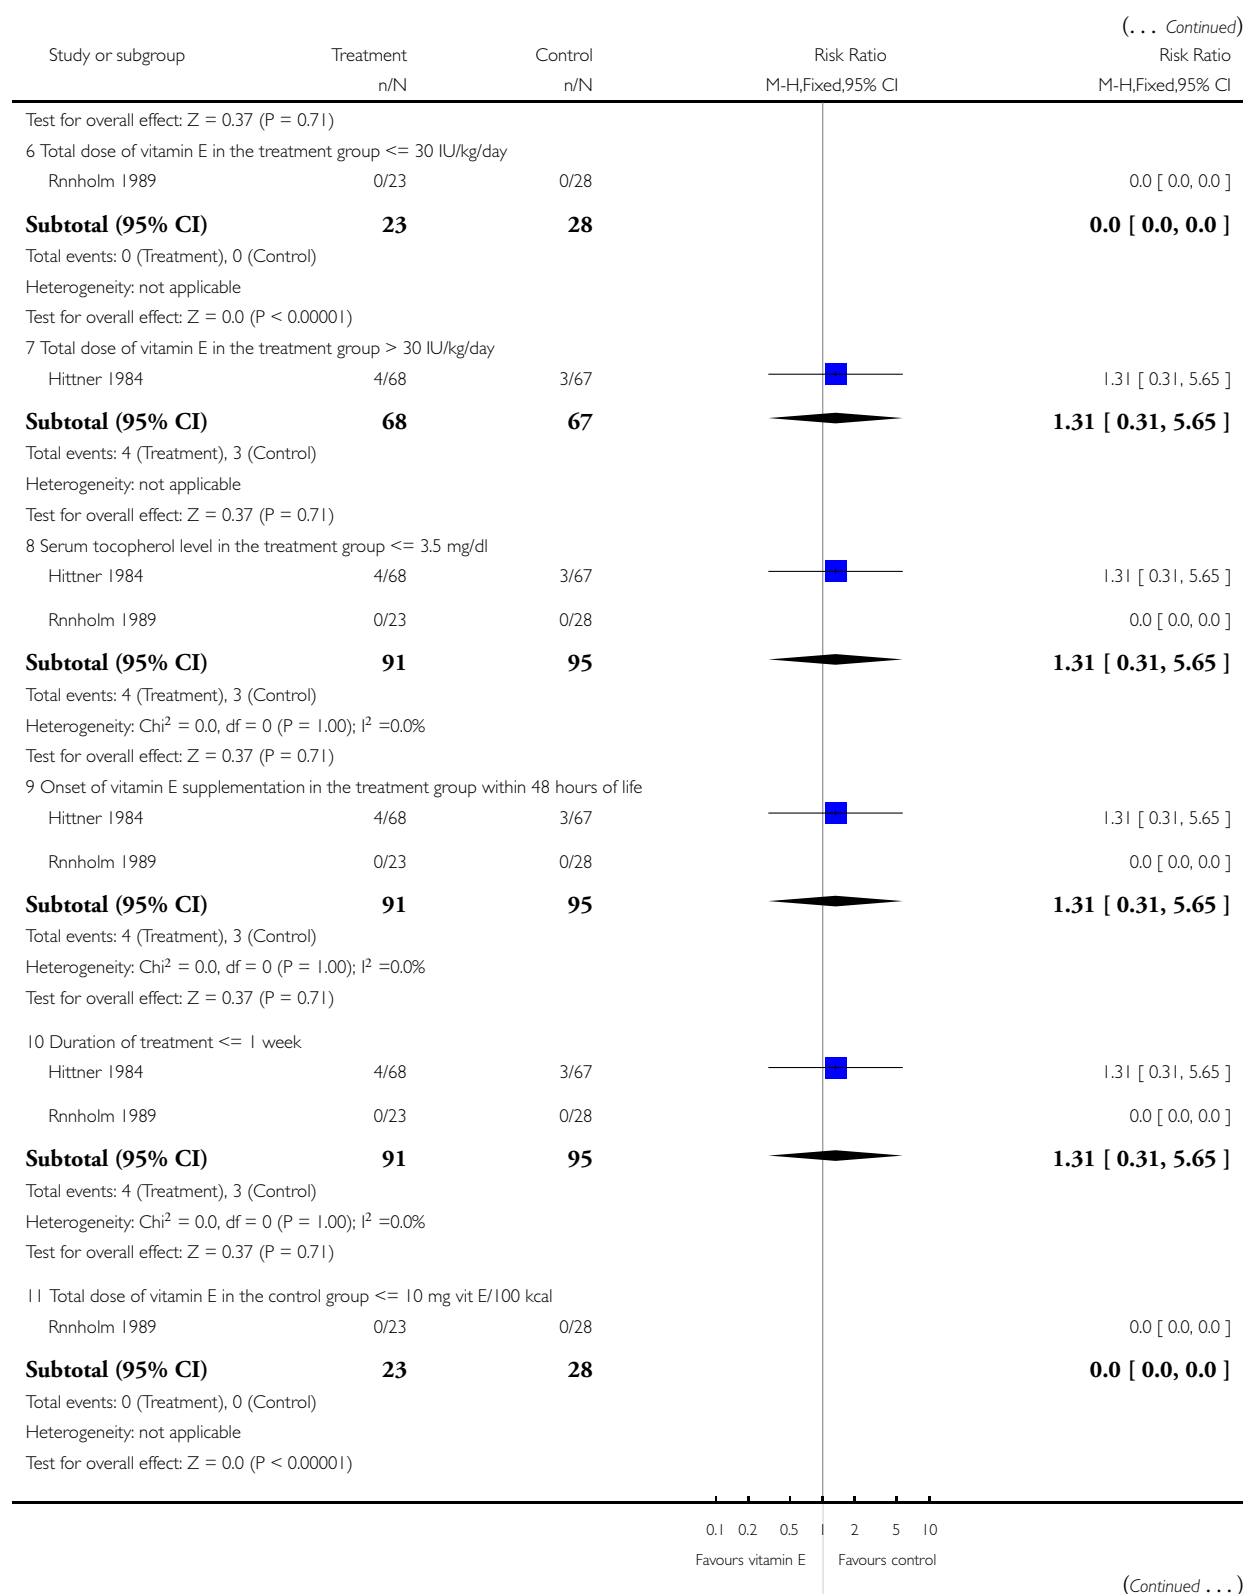 (... Continued)
Study or subgroup Treatment Control Risk Ratio Risk Ratio
n/N n/N M-H,Fixed,95% CI M-H,Fixed,95% CI
Test for overall effect: Z = 0.37 (P = 0.71)
6 Total dose of vitamin E in the treatment group <= 30 IU/kg/day
Rnnholm 1989 0/23 0/28 0.0 [ 0.0, 0.0 ]
Subtotal (95% CI) 23 28 0.0 [ 0.0, 0.0 ]
Total events: 0 (Treatment), 0 (Control)
Heterogeneity: not applicable
Test for overall effect: Z = 0.0 (P < 0.00001)
7 Total dose of vitamin E in the treatment group > 30 IU/kg/day
Hittner 1984 4/68 3/67 1.31 [ 0.31, 5.65 ]
Subtotal (95% CI) 68 67 1.31 [ 0.31, 5.65 ]
Total events: 4 (Treatment), 3 (Control)
Heterogeneity: not applicable
Test for overall effect: Z = 0.37 (P = 0.71)
8 Serum tocopherol level in the treatment group <= 3.5 mg/dl
Hittner 1984 4/68 3/67 1.31 [ 0.31, 5.65 ]
Rnnholm 1989 0/23 0/28 0.0 [ 0.0, 0.0 ]
Subtotal (95% CI) 91 95 1.31 [ 0.31, 5.65 ]
Total events: 4 (Treatment), 3 (Control)
Heterogeneity: Chi² = 0.0, df = 0 (P = 1.00); I² =0.0%
Test for overall effect: Z = 0.37 (P = 0.71)
9 Onset of vitamin E supplementation in the treatment group within 48 hours of life
Hittner 1984 4/68 3/67 1.31 [ 0.31, 5.65 ]
Rnnholm 1989 0/23 0/28 0.0 [ 0.0, 0.0 ]
Subtotal (95% CI) 91 95 1.31 [ 0.31, 5.65 ]
Total events: 4 (Treatment), 3 (Control)
Heterogeneity: Chi² = 0.0, df = 0 (P = 1.00); I² =0.0%
Test for overall effect: Z = 0.37 (P = 0.71)
10 Duration of treatment <= 1 week
Hittner 1984 4/68 3/67 1.31 [ 0.31, 5.65 ]
Rnnholm 1989 0/23 0/28 0.0 [ 0.0, 0.0 ]
Subtotal (95% CI) 91 95 1.31 [ 0.31, 5.65 ]
Total events: 4 (Treatment), 3 (Control)
Heterogeneity: Chi² = 0.0, df = 0 (P = 1.00); I² =0.0%
Test for overall effect: Z = 0.37 (P = 0.71)
11 Total dose of vitamin E in the control group <= 10 mg vit E/100 kcal
Rnnholm 1989 0/23 0/28 0.0 [ 0.0, 0.0 ]
Subtotal (95% CI) 23 28 0.0 [ 0.0, 0.0 ]
Total events: 0 (Treatment), 0 (Control)
Heterogeneity: not applicable
Test for overall effect: Z = 0.0 (P < 0.00001)
0.1 0.2 0.5 1 2 5 10
Favours vitamin E Favours control
(Continued ...)